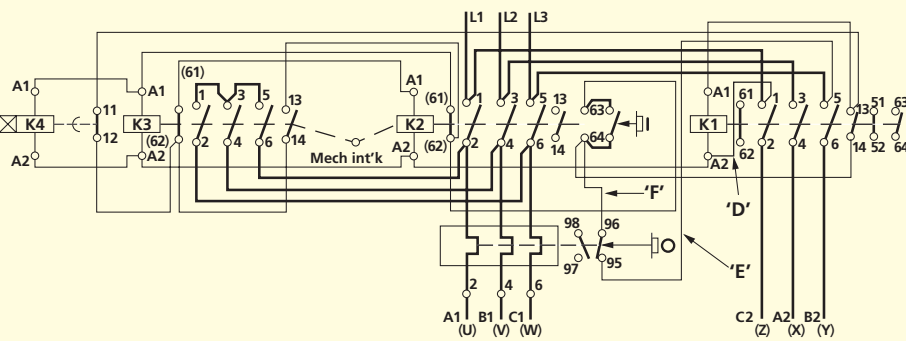 L1 L2 L3
A1 (61) A1 (61) A1
11 1 3 5 13 1 3 5 13 63 61 1 3 5 13 51 63
K4 K3 K2 K1
12 64
A2 (62) A2 2 4 6 14 Mech int'k A2 (62) 2 4 6 14 A2 62 2 4 6 14 52 64
'F' 'D'
98 96
97 95
'E'
2 4 6
A1 B1 C1 C2 A2 B2
(U) (V) (W) (Z) (X) (Y)